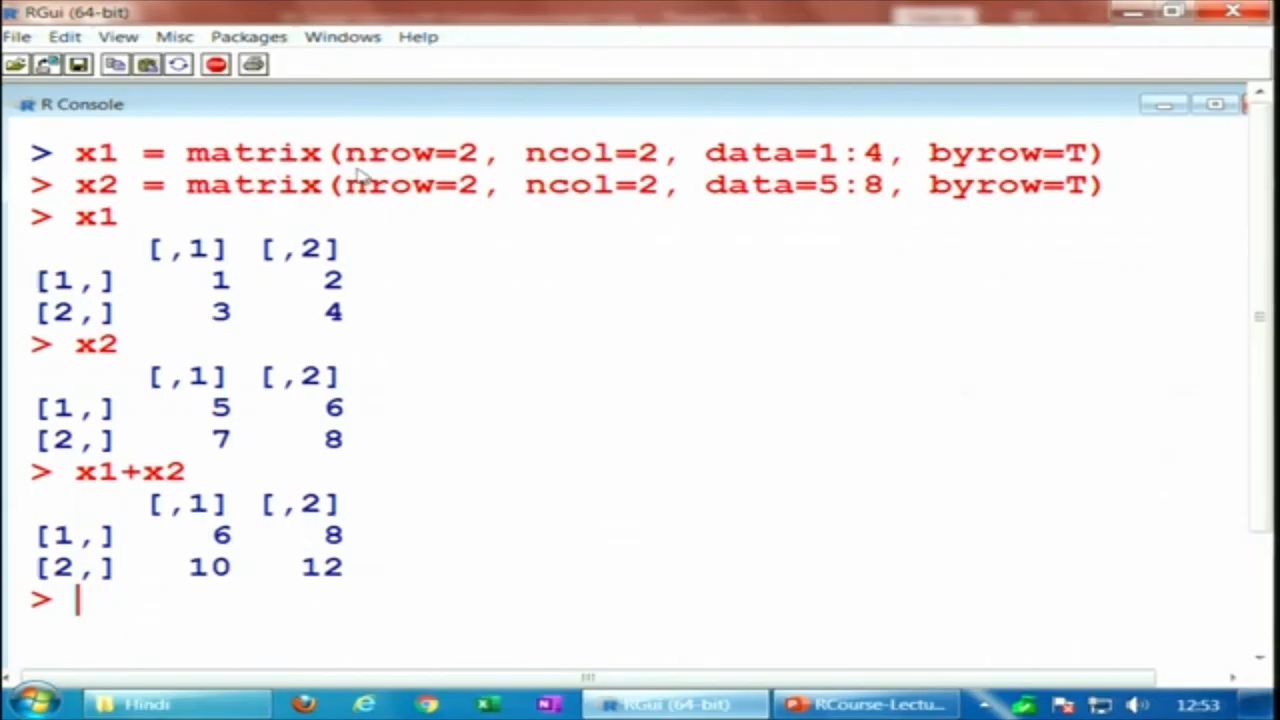 RGui (64-bit)
File Edit View Misc Packages Windows Help
R Console
> x1 = matrix(nrow=2, ncol=2, data=1:4, byrow=T)
> x2 = matrix(nrow=2, ncol=2, data=5:8, byrow=T)
> x1
[,1] [,2]
[1,] 1 2
[2,] 3 4
> x2
[,1] [,2]
[1,] 5 6
[2,] 7 8
> x1+x2
[,1] [,2]
[1,] 6 8
[2,] 10 12
>
Hindi RGui (64-bit) RCourse-Lectu... 12:53